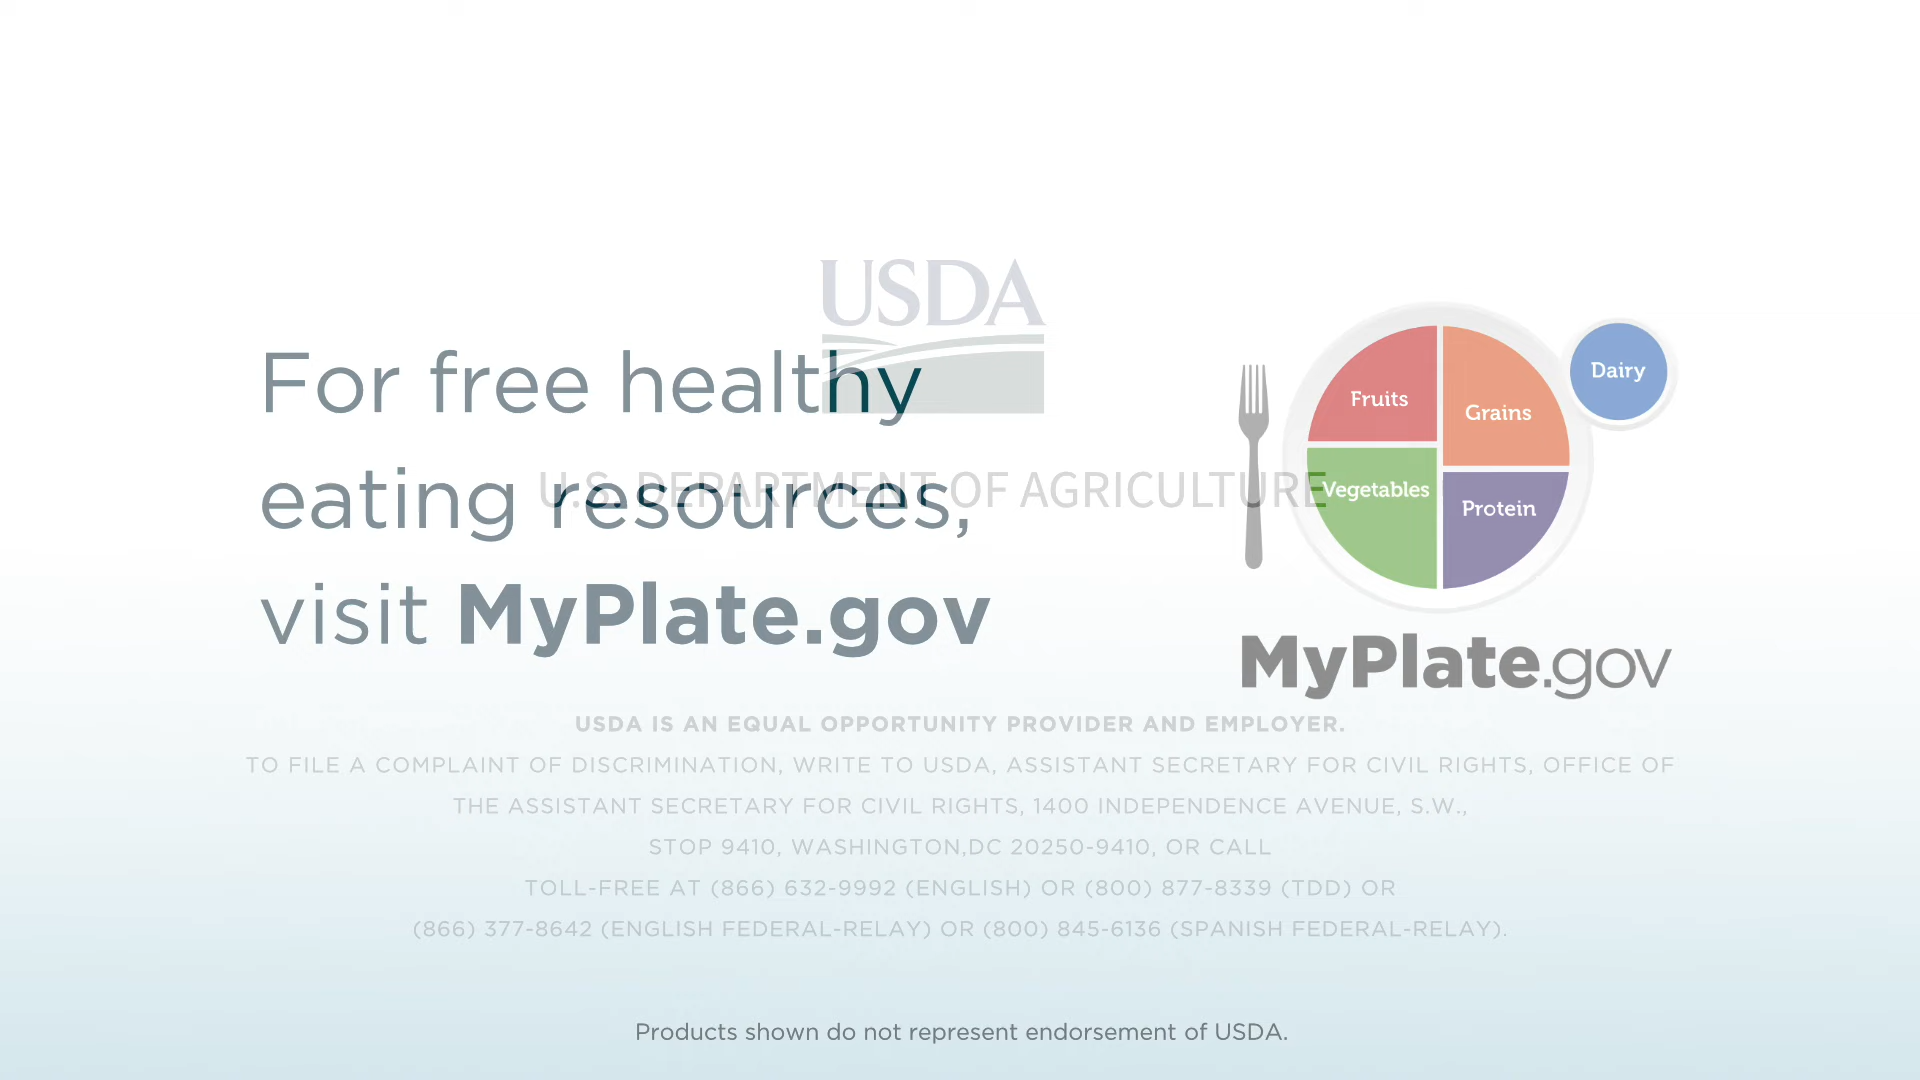 USDA
For free healthy
eating resources,
visit MyPlate.gov
U.S. DEPARTMENT OF AGRICULTURE
Fruits
Grains
Dairy
Vegetables
Protein
MyPlate.gov
USDA IS AN EQUAL OPPORTUNITY PROVIDER AND EMPLOYER.
TO FILE A COMPLAINT OF DISCRIMINATION, WRITE TO USDA, ASSISTANT SECRETARY FOR CIVIL RIGHTS, OFFICE OF
THE ASSISTANT SECRETARY FOR CIVIL RIGHTS, 1400 INDEPENDENCE AVENUE, S.W.,
STOP 9410, WASHINGTON,DC 20250-9410, OR CALL
TOLL-FREE AT (866) 632-9992 (ENGLISH) OR (800) 877-8339 (TDD) OR
(866) 377-8642 (ENGLISH FEDERAL-RELAY) OR (800) 845-6136 (SPANISH FEDERAL-RELAY).
Products shown do not represent endorsement of USDA.